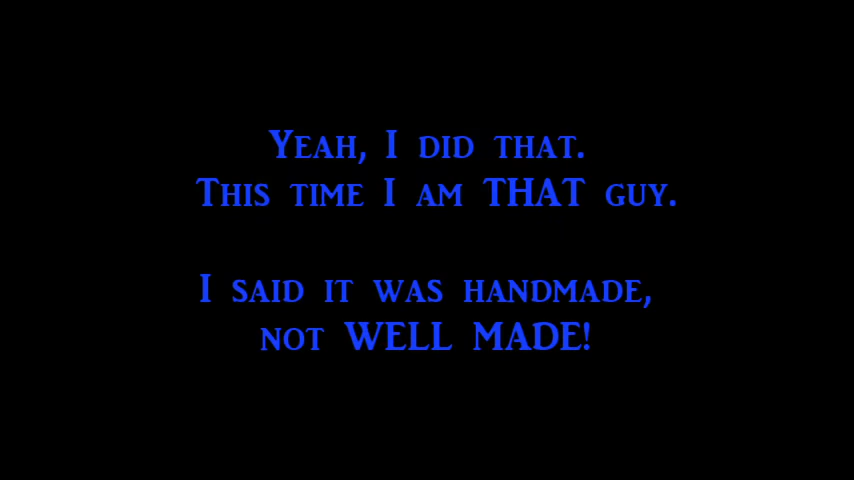 Yeah, I did that.
This time I am THAT guy.
I said it was handmade,
not WELL MADE!